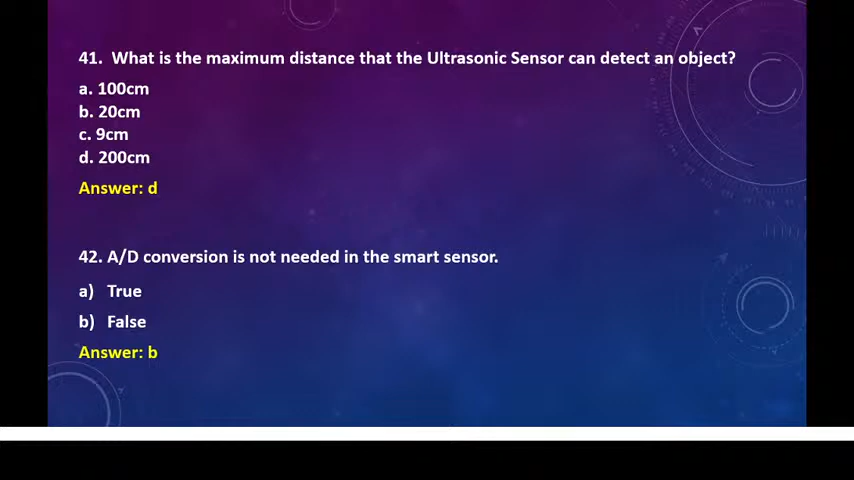 41. What is the maximum distance that the Ultrasonic Sensor can detect an object?
a. 100cm
b. 20cm
c. 9cm
d. 200cm
Answer: d
42. A/D conversion is not needed in the smart sensor.
a) True
b) False
Answer: b